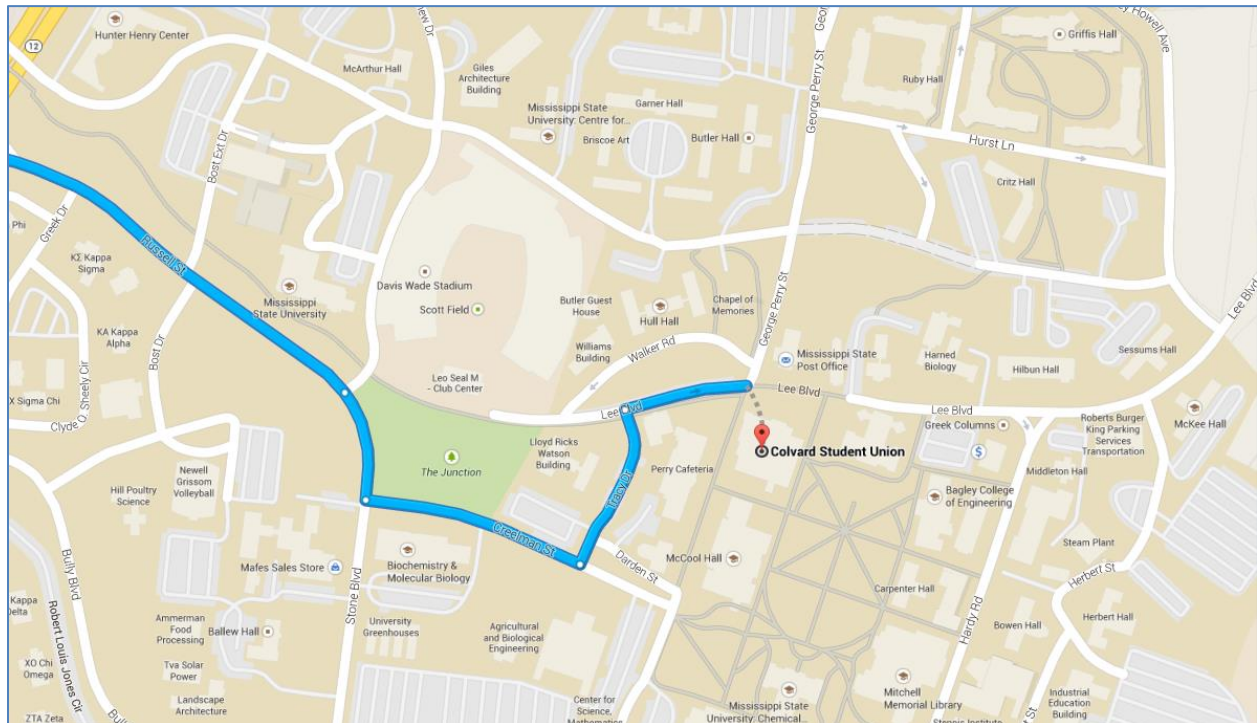 Hunter Henry Center
12
McArthur Hall
Giles
Architecture
Building
Mississippi State
University: Centre for...
Garner Hall
Briscoe Art
Butler Hall
George Perry St
Ruby Hall
Griffis Hall
Howell Ave
Hurst Ln
Critz Hall
Bost Ext Dr
Greek Dr
Phi
ΚΣ Kappa
Sigma
Russell St
Mississippi
State University
Davis Wade Stadium
Scott Field
Butler Guest
House
Hull Hall
Chapel of
Memories
George Perry St
Lee Blvd
KA Kappa
Alpha
Bost Dr
Williams
Building
Walker Rd
Mississippi State
Post Office
Harned
Biology
Hilbun Hall
Sessums Hall
X Sigma Chi
Clyde Q. Sheely Cir
Leo Seal M
- Club Center
Lee Blvd
Lee Blvd
Lee Blvd
Greek Columns
Roberts Burger
King Parking
Services
Transportation
McKee Hall
The Junction
Lloyd Ricks
Watson
Building
Perry Cafeteria
Colvard Student Union
$
Middleton Hall
Newell
Grissom
Volleyball
Hill Poultry
Science
Tracy Dr
Bagley College
of Engineering
Creelman St
Darden St
McCool Hall
Steam Plant
Herbert St
Mafes Sales Store
Biochemistry &
Molecular Biology
Carpenter Hall
Bully Blvd
Kappa
Delta
Robert Louis Jones Cir
Ammerman
Food
Processing
Ballew Hall
Stone Blvd
University
Greenhouses
Agricultural
and Biological
Engineering
Hardy Rd
Bowen Hall
Herbert Hall
XO Chi
Omega
Tva Solar
Power
Landscape
Architecture
ZTA Zeta
Center for
Science,
Mathematics
Mississippi State
University: Chemical...
Mitchell
Memorial Library
Industrial
Education
Building